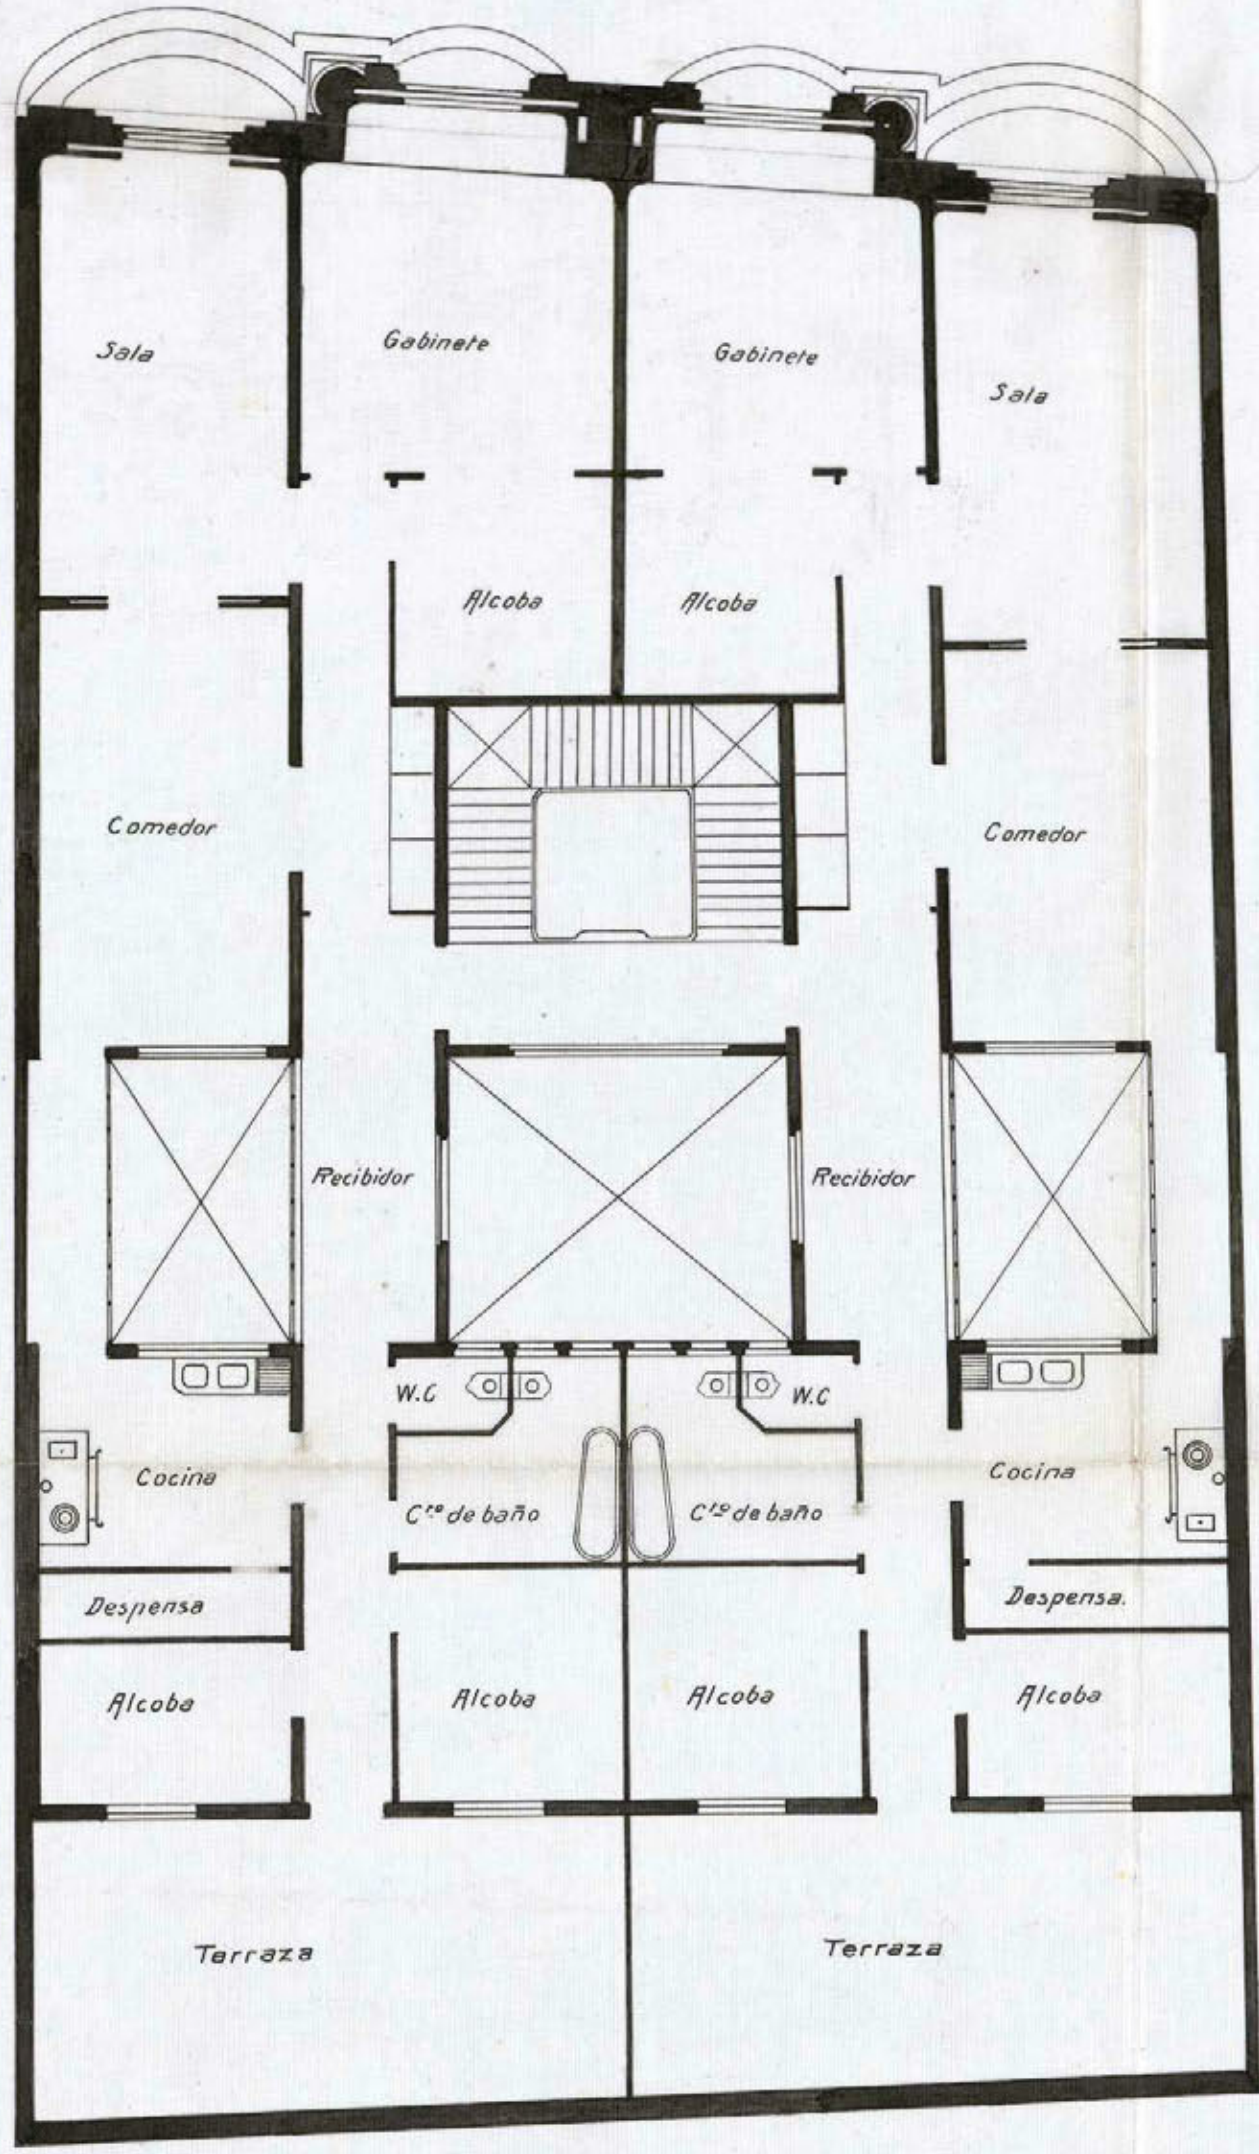 Sala
Gabinete
Gabinete
Sala
Alcoba
Alcoba
Comedor
Comedor
Recibidor
Recibidor
W.C
W.C
Cocina
Cᵗº de baño
Cᵗº de baño
Cocina
Despensa
Despensa.
Alcoba
Alcoba
Alcoba
Alcoba
Terraza
Terraza